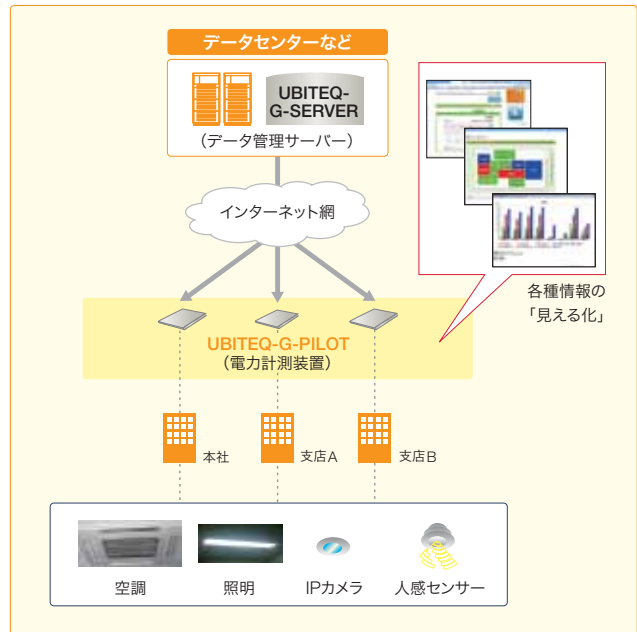 データセンターなど
UBITEQ-
G-SERVER
(データ管理サーバー)
インターネット網
各種情報の
「見える化」
UBITEQ-G-PILOT
(電力計測装置)
本社
支店A
支店B
空調
照明
IPカメラ
人感センサー